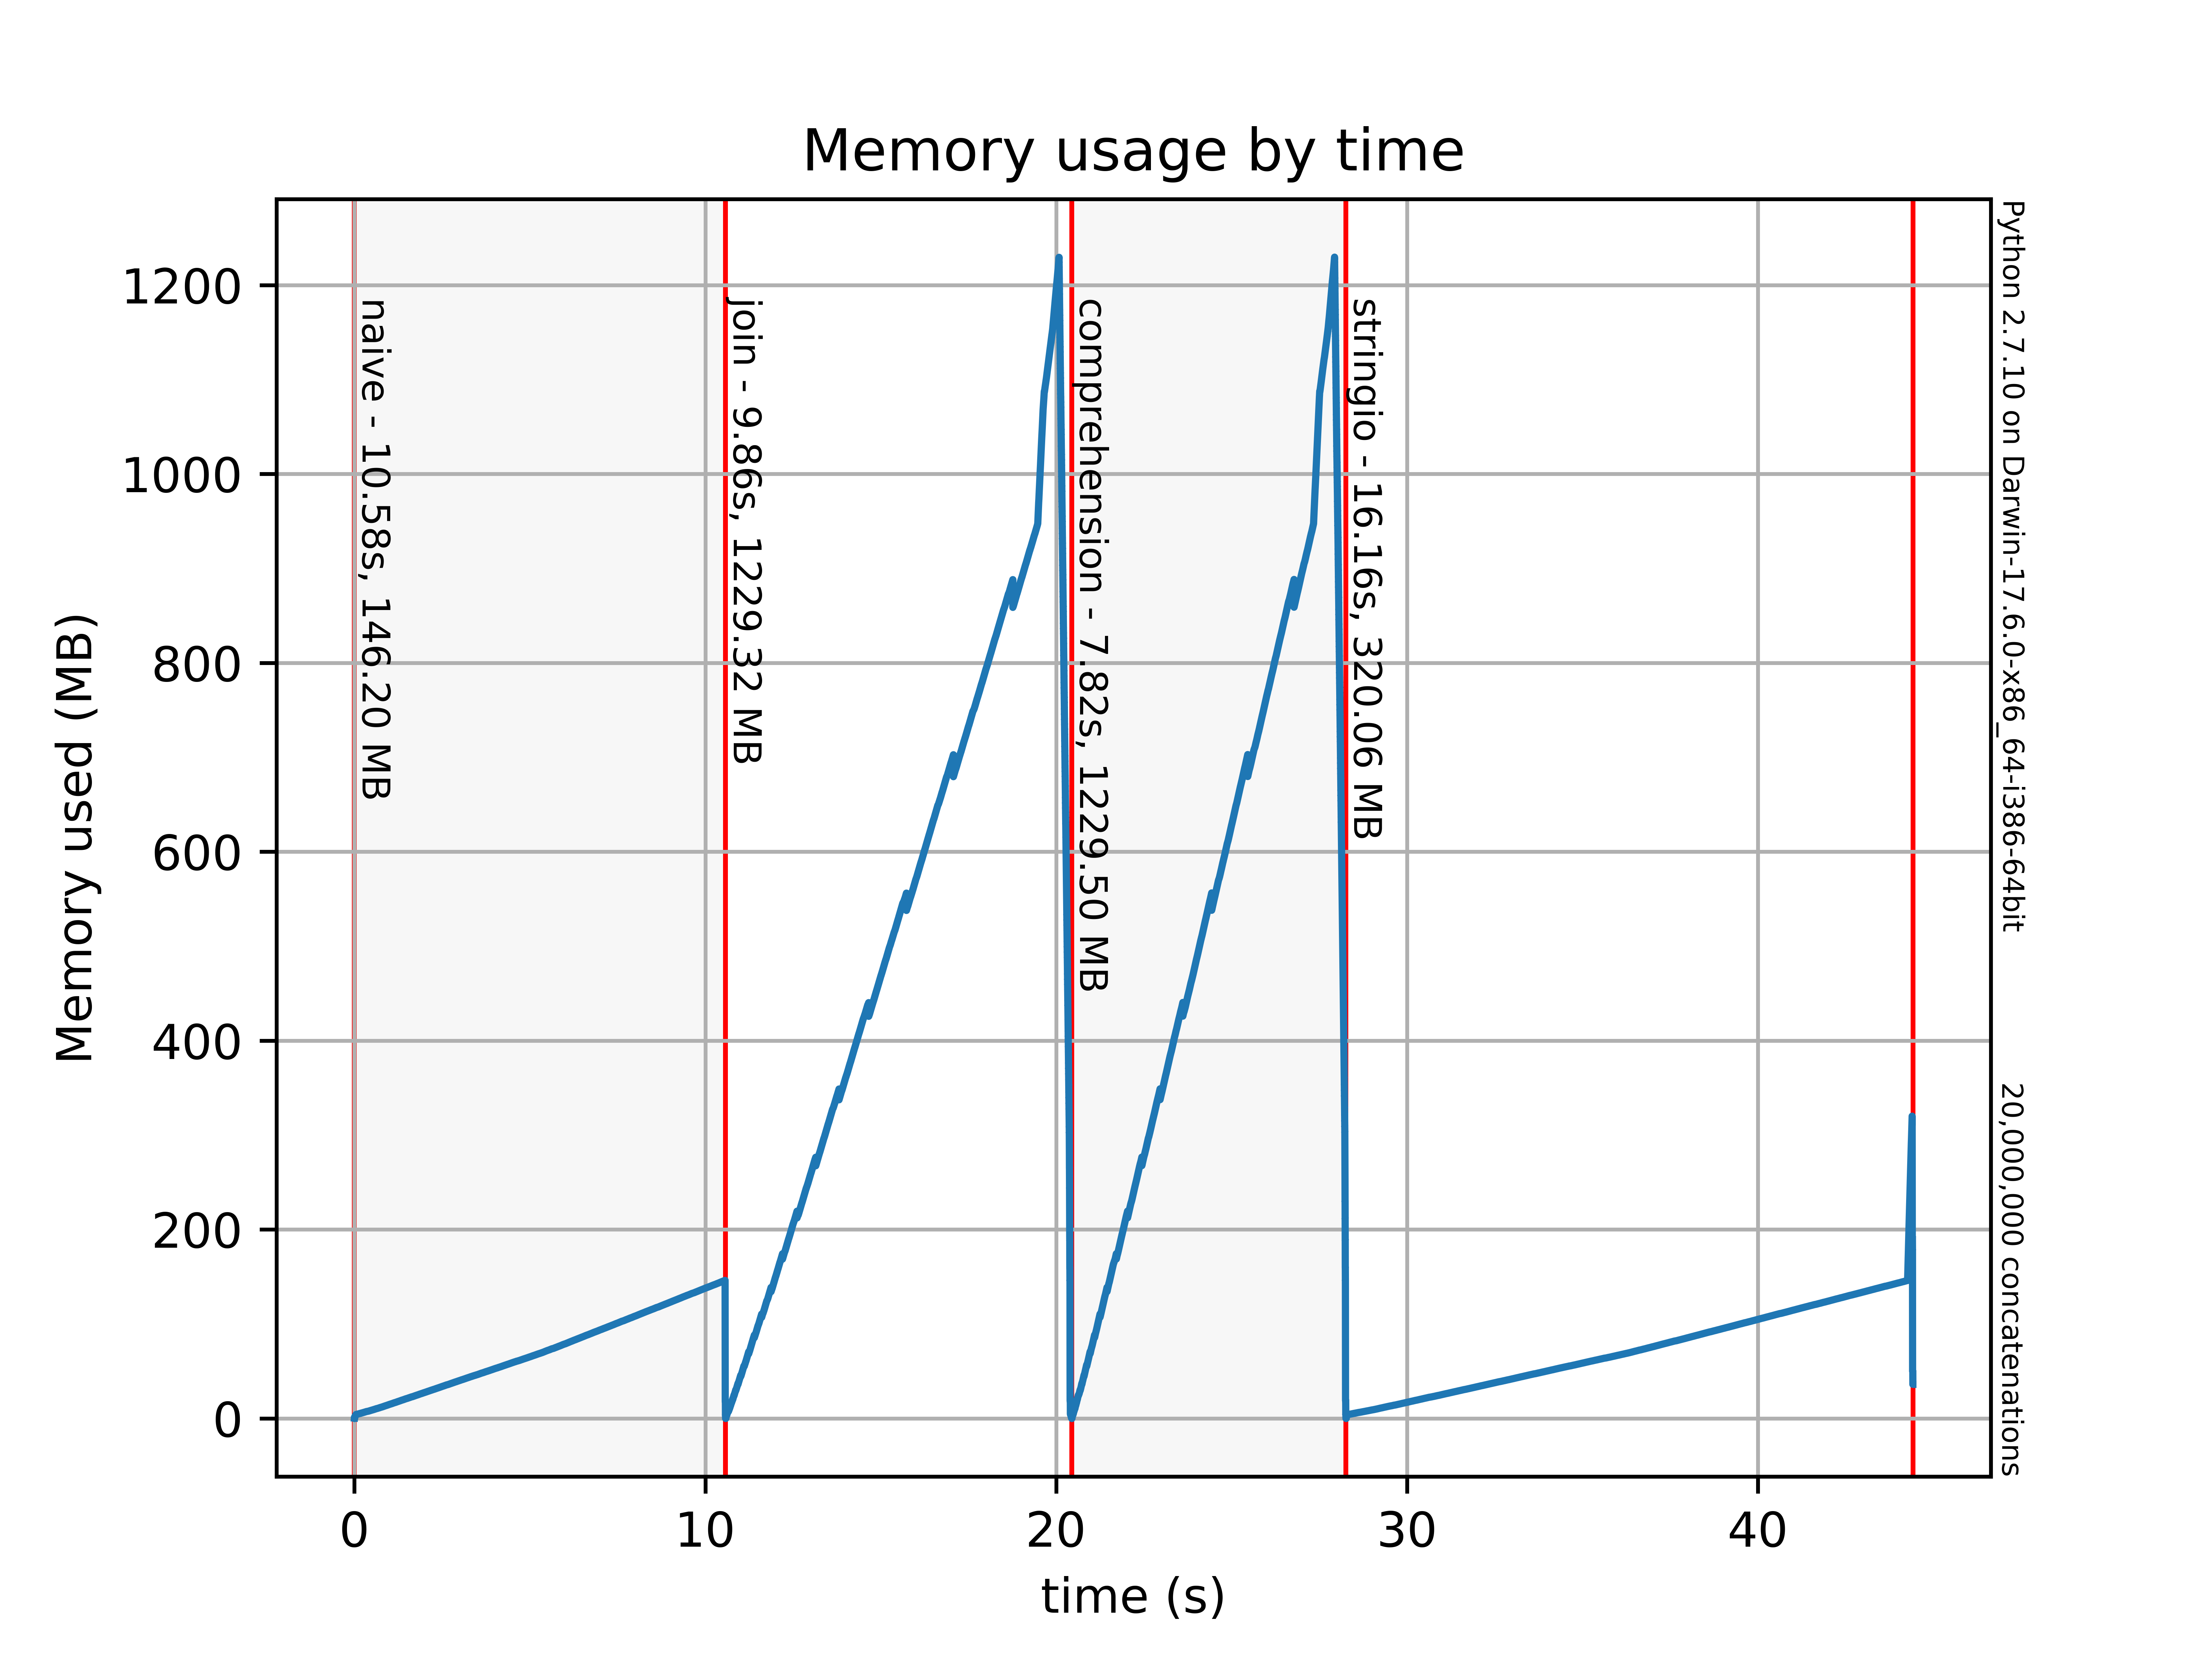 Memory usage by time
Memory used (MB)
1200
1000
800
600
400
200
0
naive - 10.58s, 146.20 MB
join - 9.86s, 1229.32 MB
comprehension - 7.82s, 1229.50 MB
stringio - 16.16s, 320.06 MB
Python 2.7.10 on Darwin-17.6.0-x86_64-i386-64bit
20,000,000 concatenations
0
10
20
30
40
time (s)